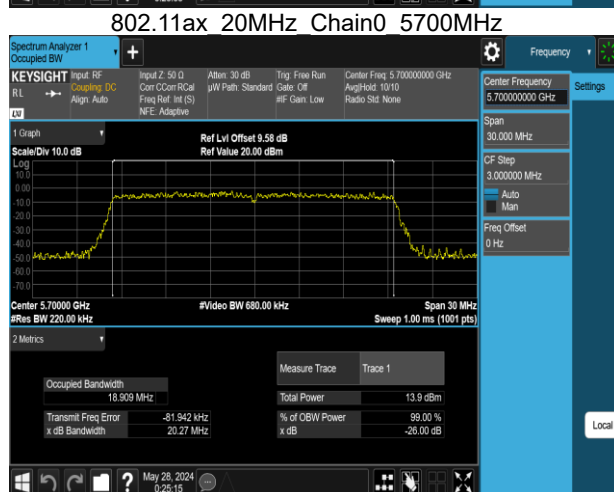 802.11ax_20MHz_Chain0_5700MHz
Spectrum Analyzer 1
Occupied BW
Frequency
KEYSIGHT
RL
LXI
Input: RF
Coupling: DC
Align: Auto
Input Z: 50 Ω
Corr CCorr RCal
Freq Ref: Int (S)
NFE: Adaptive
Atten: 30 dB
µW Path: Standard
Trig: Free Run
Gate: Off
#IF Gain: Low
Center Freq: 5.700000000 GHz
Avg|Hold: 10/10
Radio Std: None
Center Frequency
5.700000000 GHz
Settings
Span
30.000 MHz
CF Step
3.000000 MHz
Auto
Man
Freq Offset
0 Hz
1 Graph
Scale/Div 10.0 dB
Ref Lvl Offset 9.58 dB
Ref Value 20.00 dBm
Log
10.0
0.00
-10.0
-20.0
-30.0
-40.0
-50.0
-60.0
-70.0
Center 5.70000 GHz
#Res BW 220.00 kHz
#Video BW 680.00 kHz
Span 30 MHz
Sweep 1.00 ms (1001 pts)
2 Metrics
Measure Trace
Trace 1
Occupied Bandwidth
18.909 MHz
Total Power
13.9 dBm
Transmit Freq Error
-81.942 kHz
% of OBW Power
99.00 %
x dB Bandwidth
20.27 MHz
x dB
-26.00 dB
Local
?
May 28, 2024
0:25:15